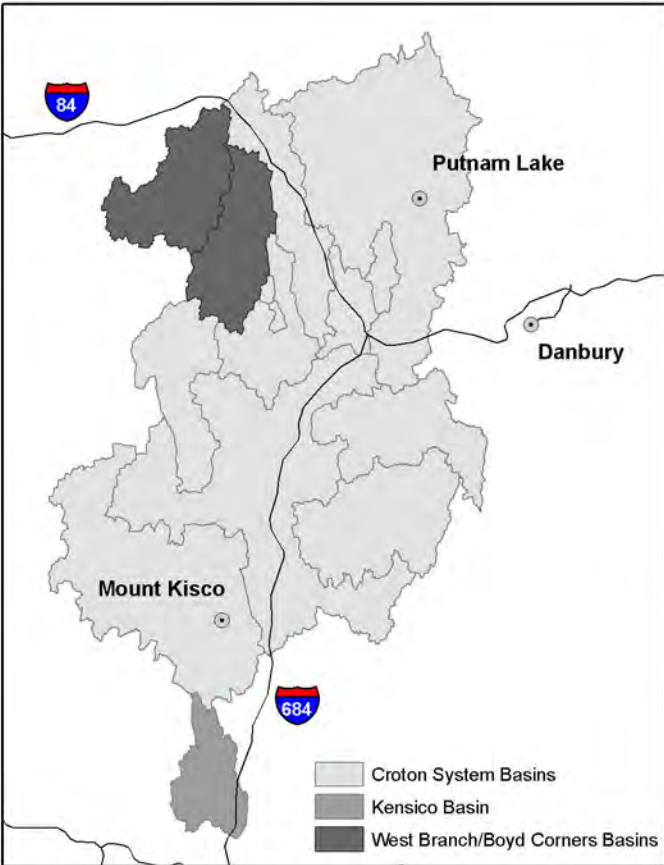 84
Putnam Lake
Danbury
Mount Kisco
684
Croton System Basins
Kensico Basin
West Branch/Boyd Corners Basins